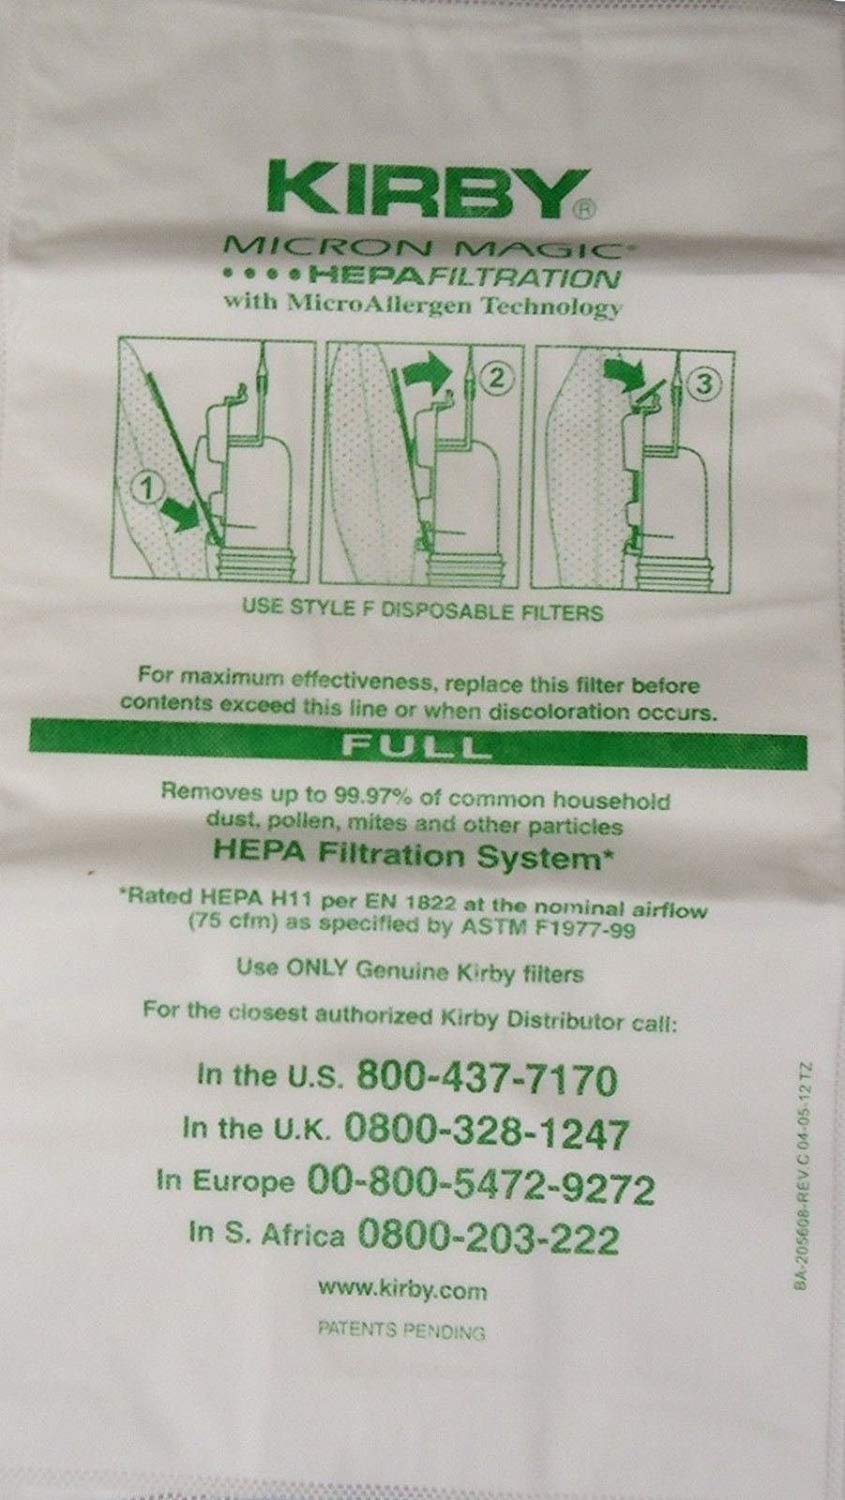 KIRBY®
MICRON MAGIC®
HEPAFILTRATION
with MicroAllergen Technology
1
2
3
USE STYLE F DISPOSABLE FILTERS
For maximum effectiveness, replace this filter before
contents exceed this line or when discoloration occurs.
FULL
Removes up to 99.97% of common household
dust, pollen, mites and other particles
HEPA Filtration System*
*Rated HEPA H11 per EN 1822 at the nominal airflow
(75 cfm) as specified by ASTM F1977-99
Use ONLY Genuine Kirby filters
For the closest authorized Kirby Distributor call:
In the U.S. 800-437-7170
In the U.K. 0800-328-1247
In Europe 00-800-5472-9272
In S. Africa 0800-203-222
www.kirby.com
PATENTS PENDING
BA-205608-REV.C 04-05-12 TZ